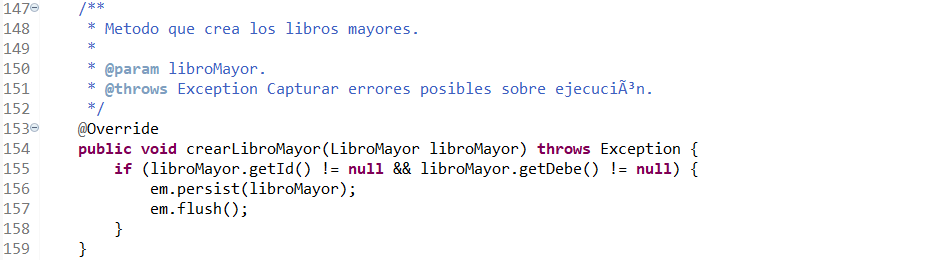 147 /**
148 * Metodo que crea los libros mayores.
149 *
150 * @param libroMayor.
151 * @throws Exception Capturar errores posibles sobre ejecuciÃ³n.
152 */
153 @Override
154 public void crearLibroMayor(LibroMayor libroMayor) throws Exception {
155 if (libroMayor.getId() != null && libroMayor.getDebe() != null) {
156 em.persist(libroMayor);
157 em.flush();
158 }
159 }